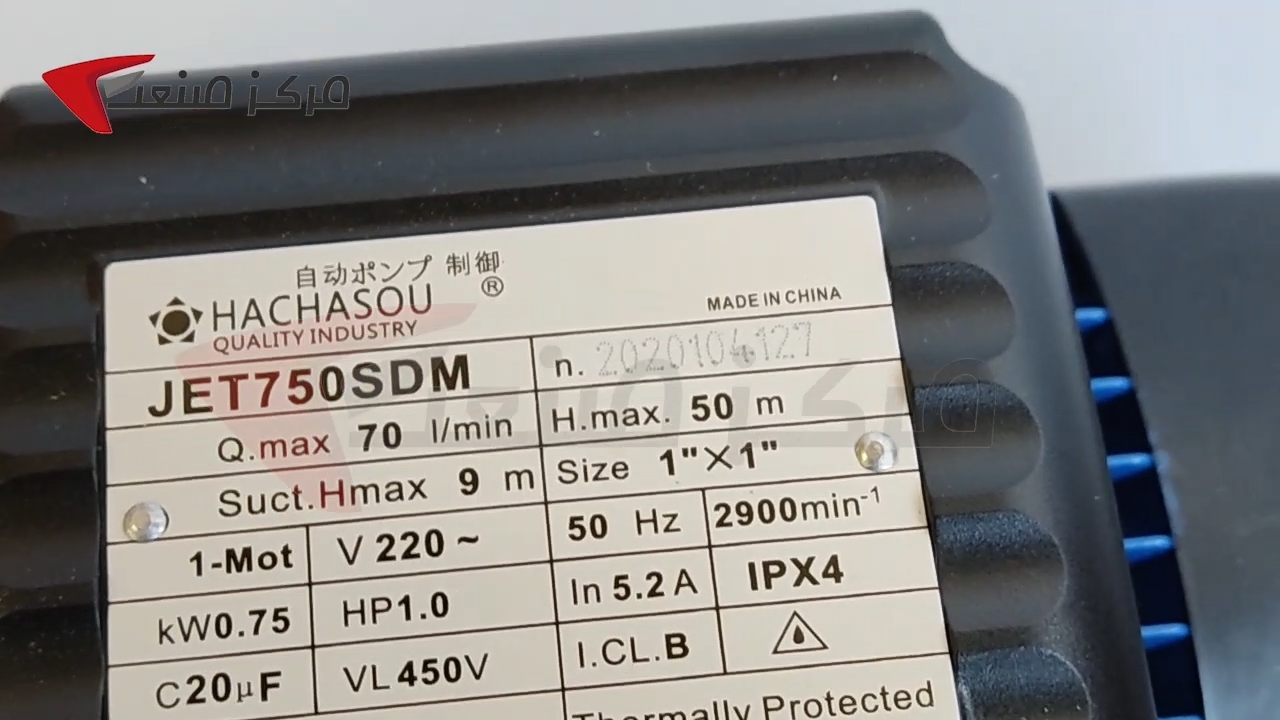 مرکز صنعت
自动ポンプ 制御
HACHASOU ®
QUALITY INDUSTRY
MADE IN CHINA
JET750SDM
n. 2020104127
Q.max 70 l/min
H.max. 50 m
Suct.Hmax 9 m
Size 1"×1"
1-Mot
V 220 ~
50 Hz
2900min-1
kW0.75
HP1.0
In 5.2 A
IPX4
C20µF
VL 450V
I.CL.B
Thermally Protected
مرکز صنعت